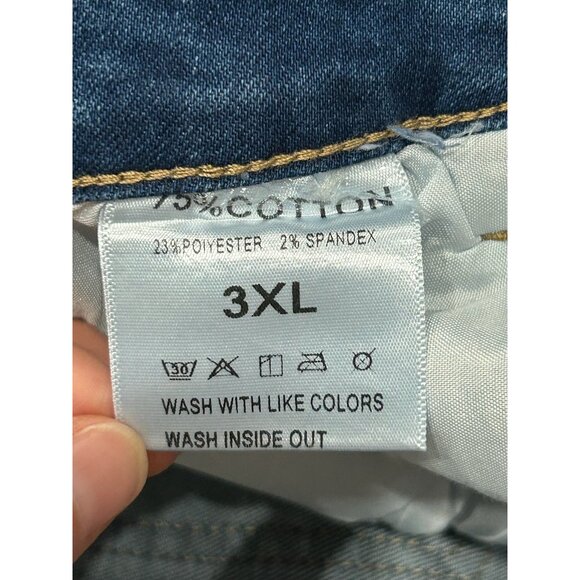 75% COTTON
23%POIYESTER 2% SPANDEX
3XL
30
WASH WITH LIKE COLORS
WASH INSIDE OUT